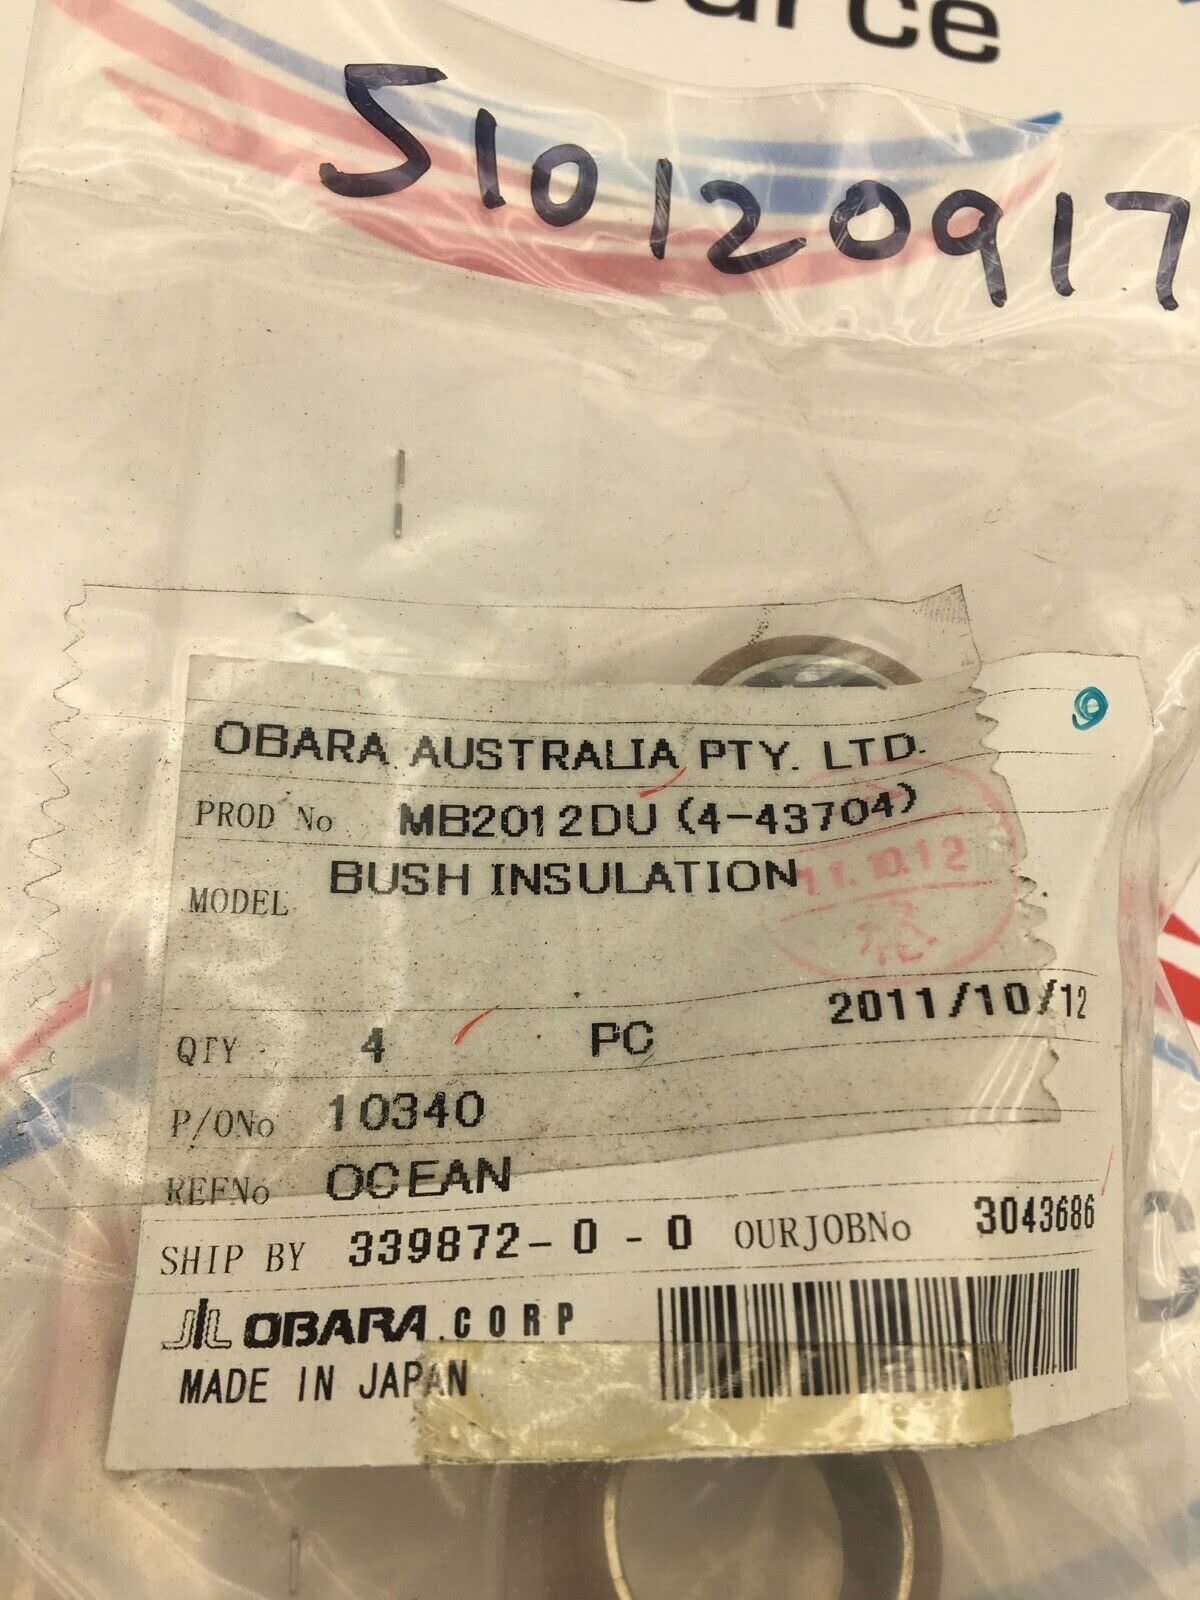 510120917
OBARA AUSTRALIA PTY. LTD.
PROD No MB2012DU (4-43704)
MODEL BUSH INSULATION
11.10.12
2011/10/12
QTY 4 PC
P/ONo 10340
REFNo OCEAN
SHIP BY 339872-0-0 OURJOBNo 3043686
OBARA.CORP
MADE IN JAPAN